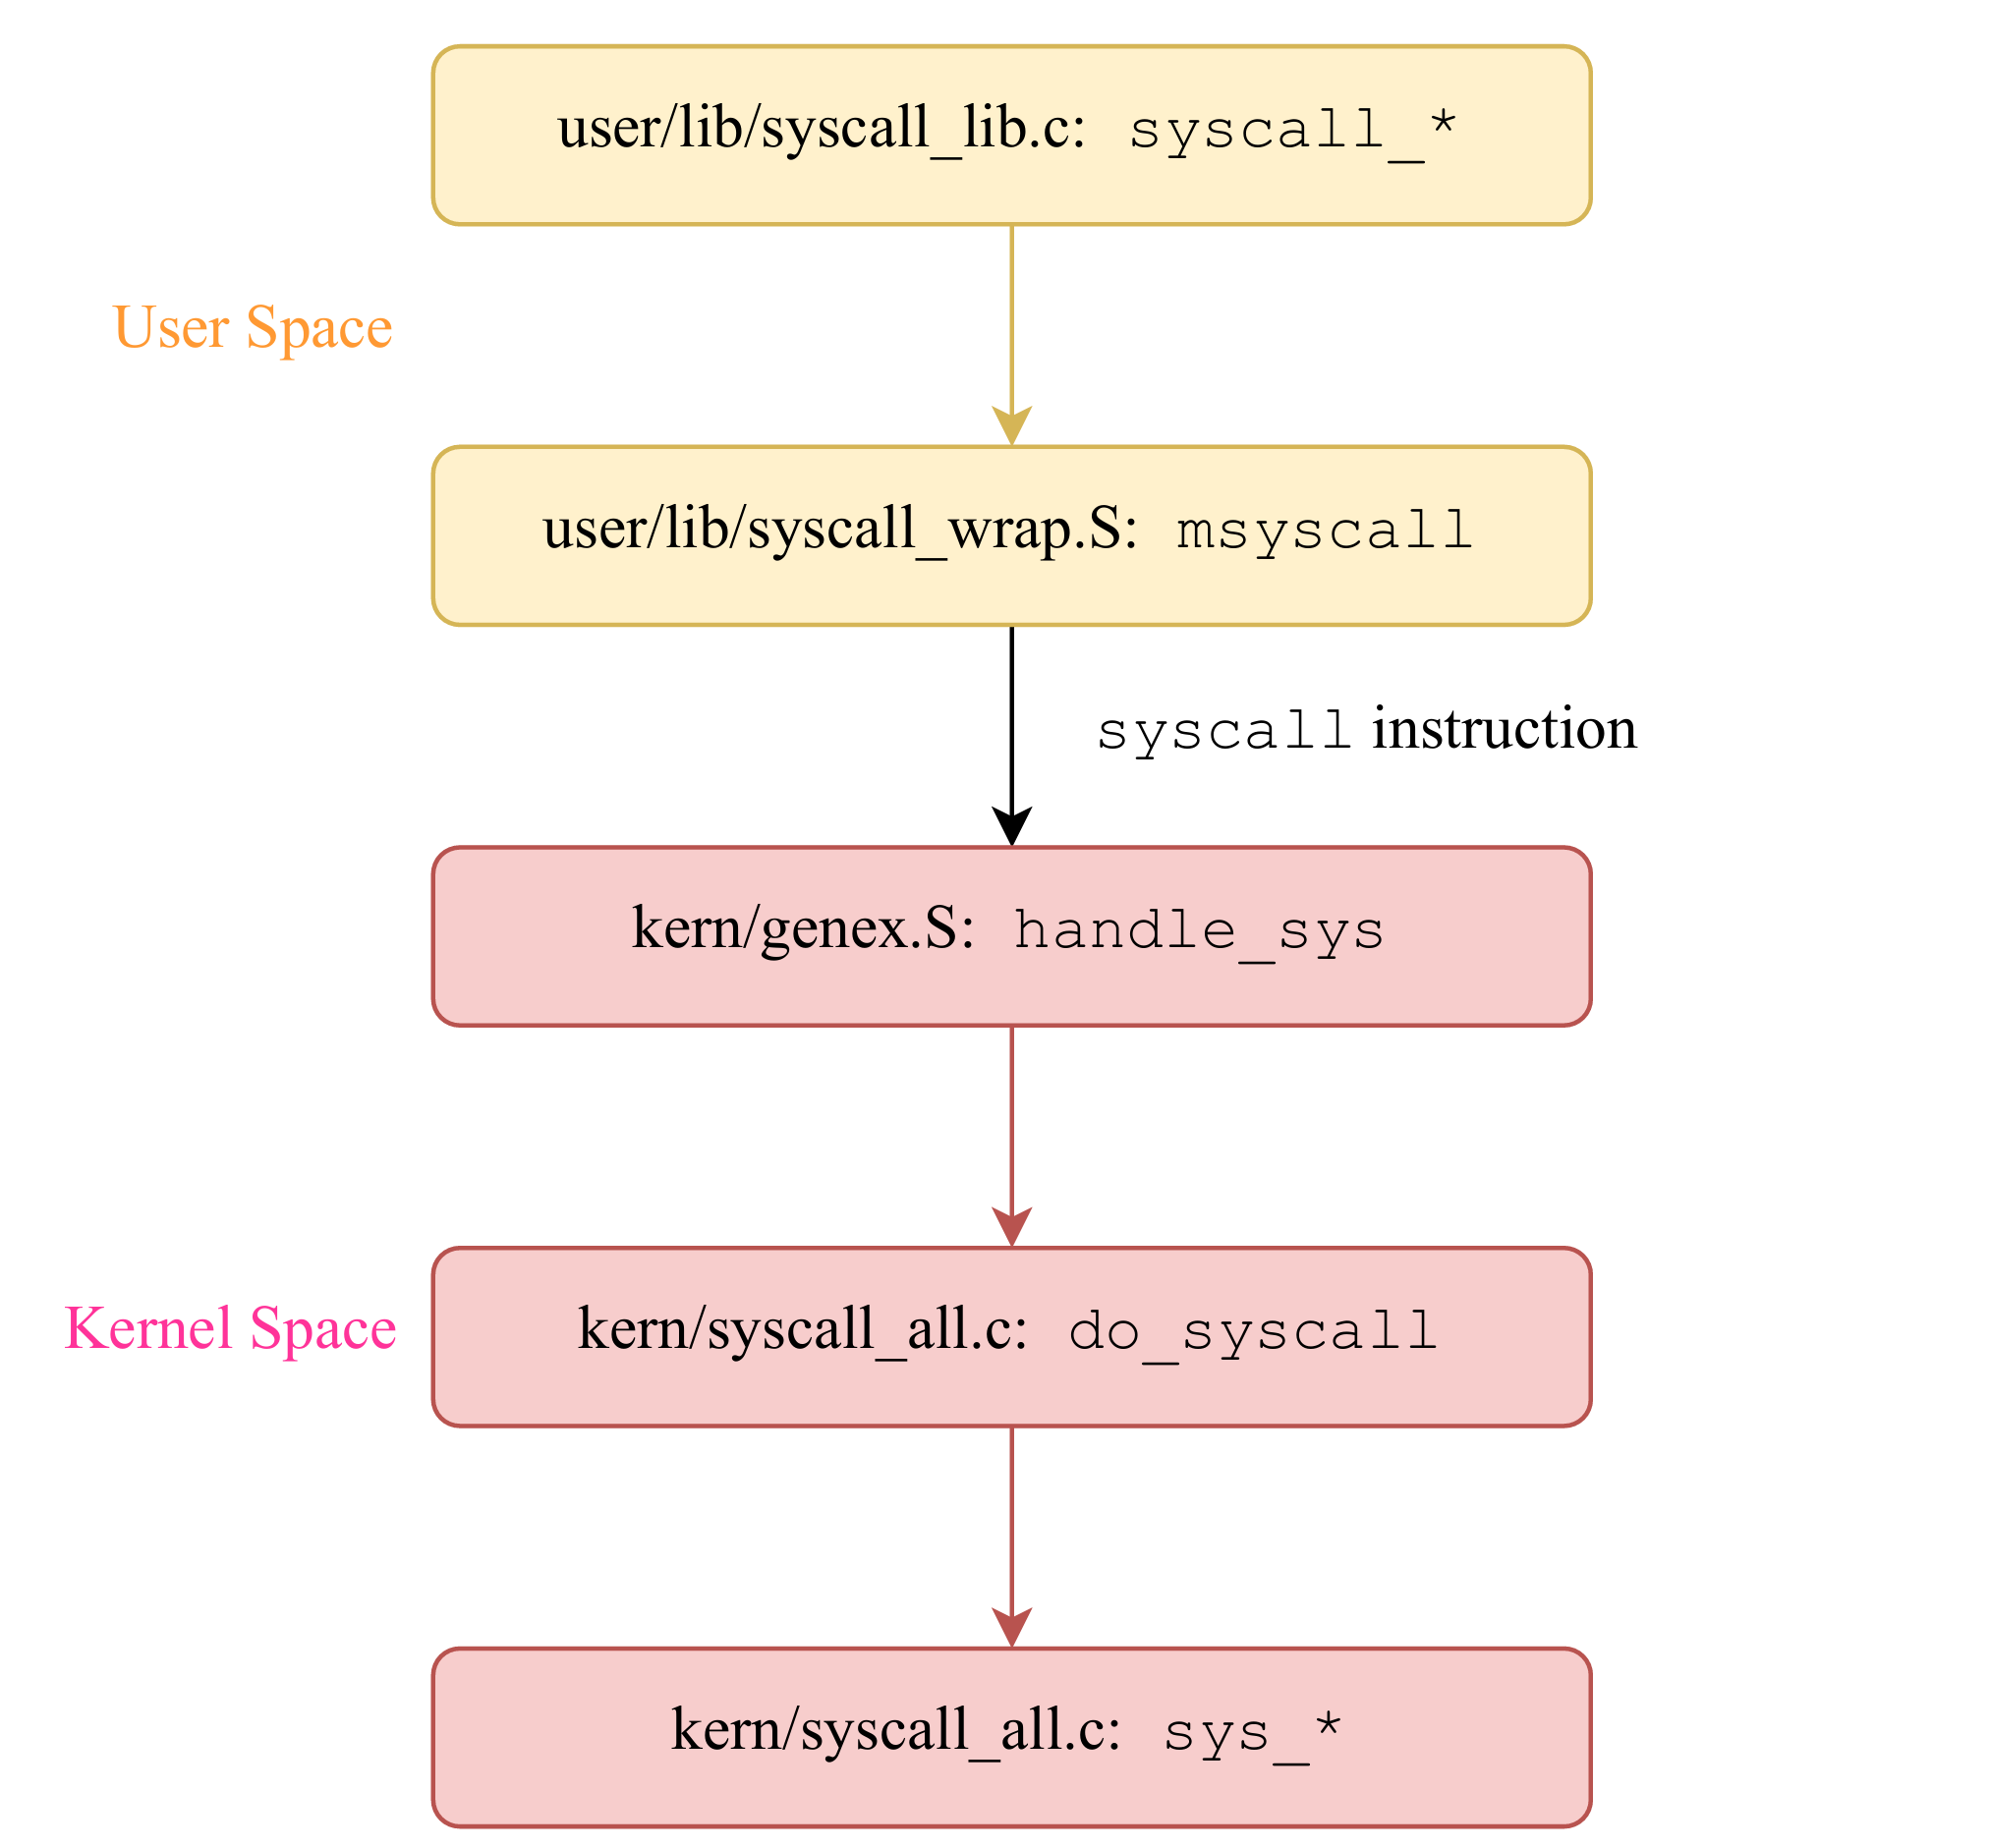 user/lib/syscall_lib.c: syscall_*
User Space
user/lib/syscall_wrap.S: msyscall
syscall instruction
kern/genex.S: handle_sys
Kernel Space
kern/syscall_all.c: do_syscall
kern/syscall_all.c: sys_*